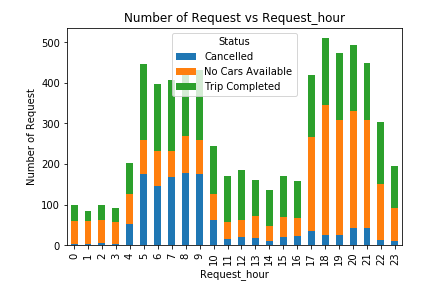 Number of Request vs Request_hour
Status
Cancelled
No Cars Available
Trip Completed
500
400
300
200
100
0
Number of Request
0 1 2 3 4 5 6 7 8 9 10 11 12 13 14 15 16 17 18 19 20 21 22 23
Request_hour